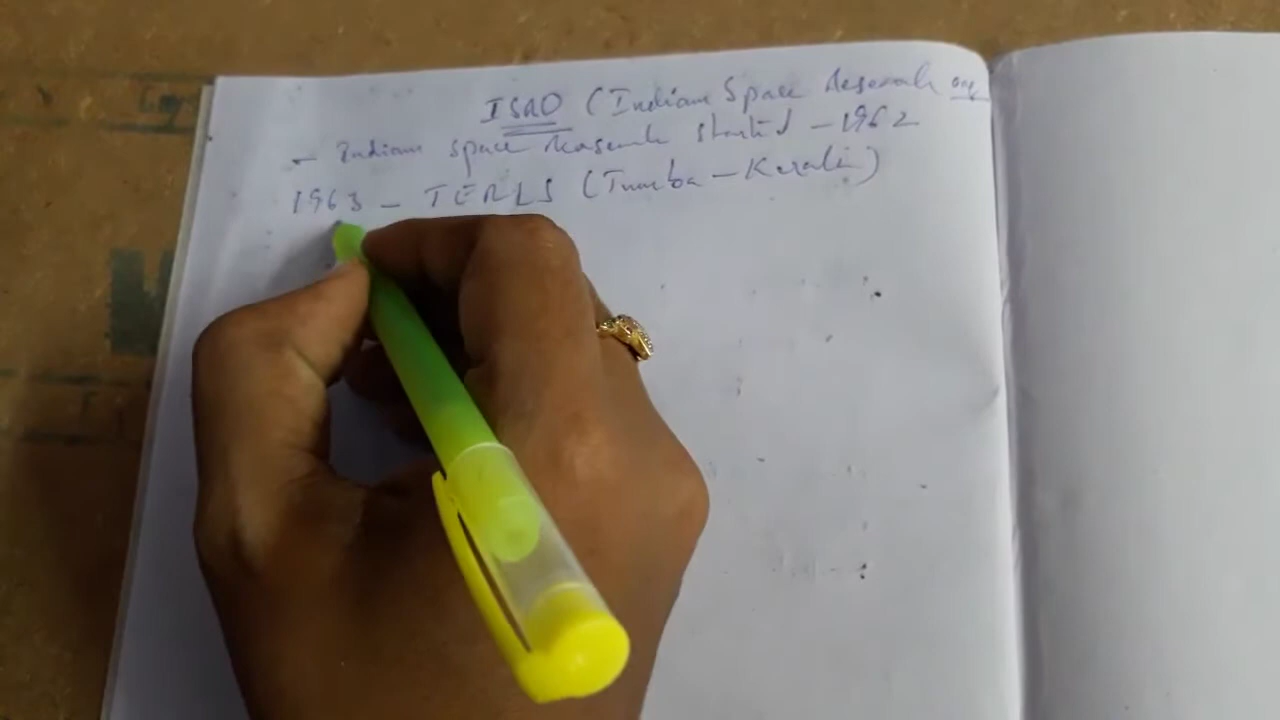 ISRO (Indian Space Research org
- Indian space Research started - 1962
1963 - TERLS (Tumba - Kerala)